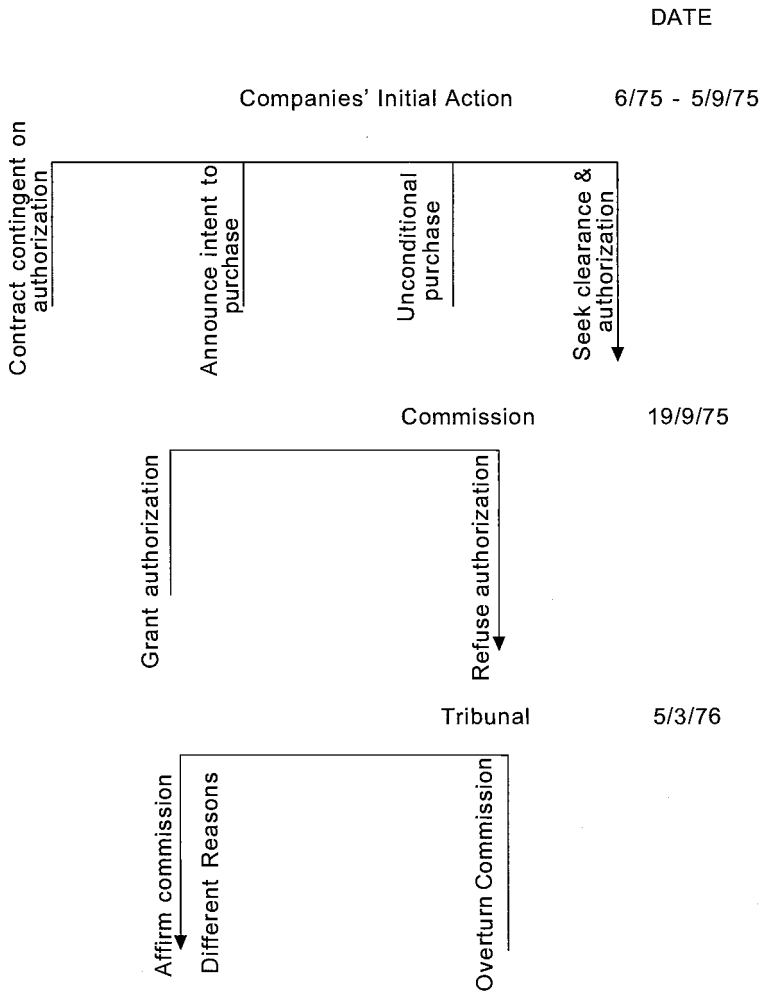 DATE
Companies' Initial Action 6/75 - 5/9/75
Contract contingent on
authorization
Announce intent to
purchase
Unconditional
purchase
Seek clearance &
authorization
Commission 19/9/75
Grant authorization
Refuse authorization
Tribunal 5/3/76
Affirm commission
Different Reasons
Overturn Commission